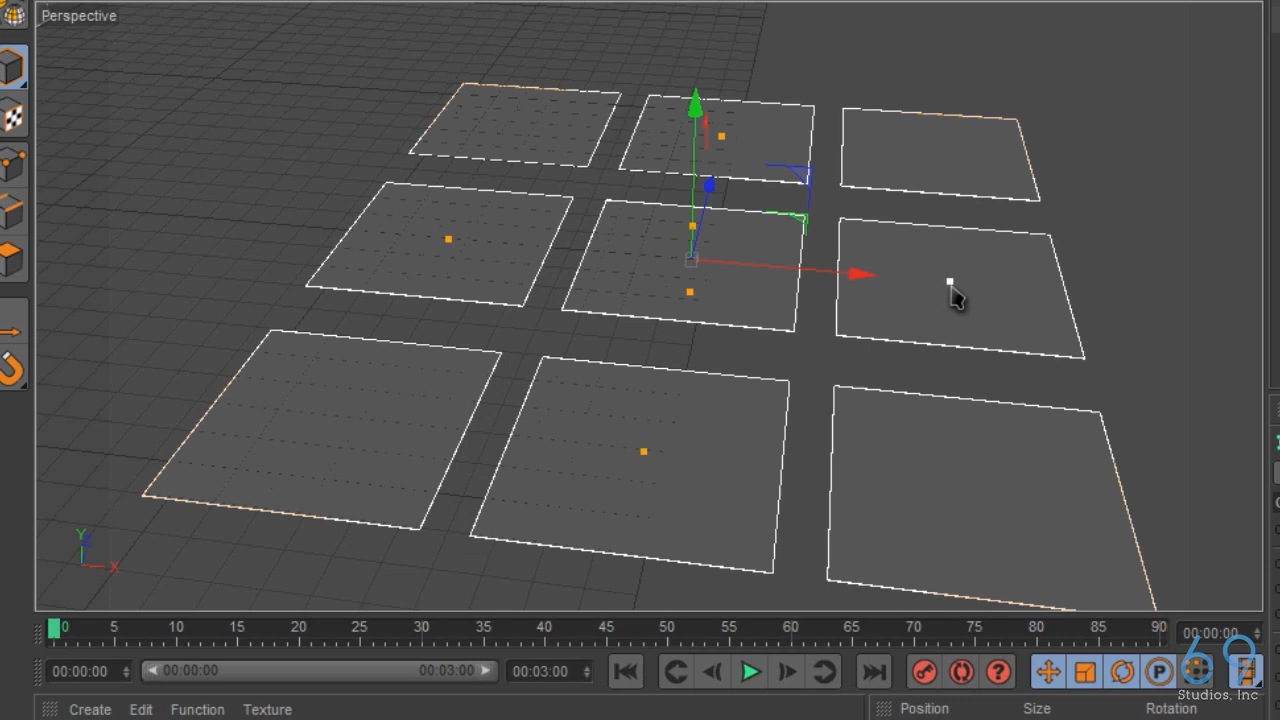 Perspective
Y
Z
X
0 5 10 15 20 25 30 35 40 45 50 55 60 65 70 75 80 85 90 00:00:00
00:00:00 00:00:00 00:03:00 00:03:00 P
69
Studios, Inc
Create Edit Function Texture Position Size Rotation